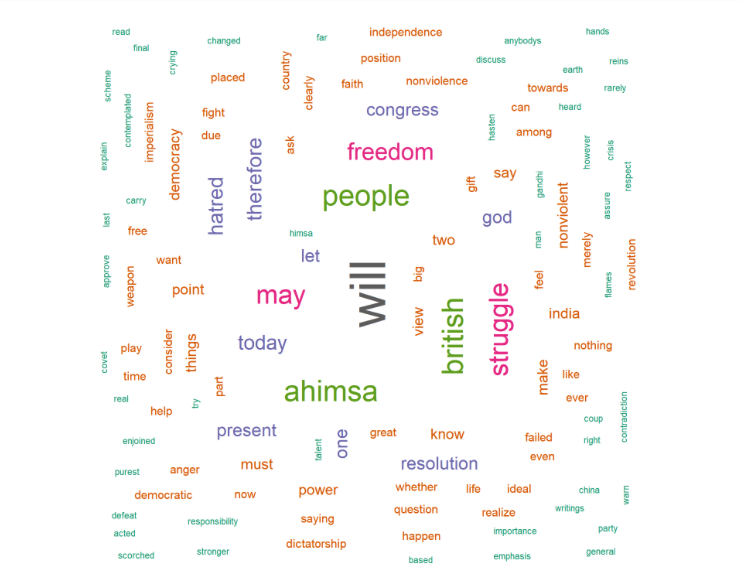 read
final
changed
far
independence
anybodys
hands
crying
country
position
discuss
reins
scheme
placed
clearly
faith
nonviolence
earth
towards
rarely
contemplated
imperialism
fight
congress
can
heard
hasten
among
democracy
due
ask
freedom
however
crisis
explain
therefore
hatred
people
gift
say
gandhi
nonviolent
respect
carry
assure
last
free
himsa
god
man
merely
revolution
let
two
want
approve
weapon
point
may
will
big
feel
flames
view
british
struggle
india
today
consider
things
play
nothing
covet
time
part
ahimsa
make
like
real
try
help
ever
coup
contradiction
enjoined
present
talent
one
great
know
failed
right
even
purest
anger
must
resolution
democratic
now
power
whether
life
ideal
china
warn
defeat
responsibility
saying
question
realize
writings
acted
happen
importance
party
scorched
stronger
dictatorship
based
emphasis
general